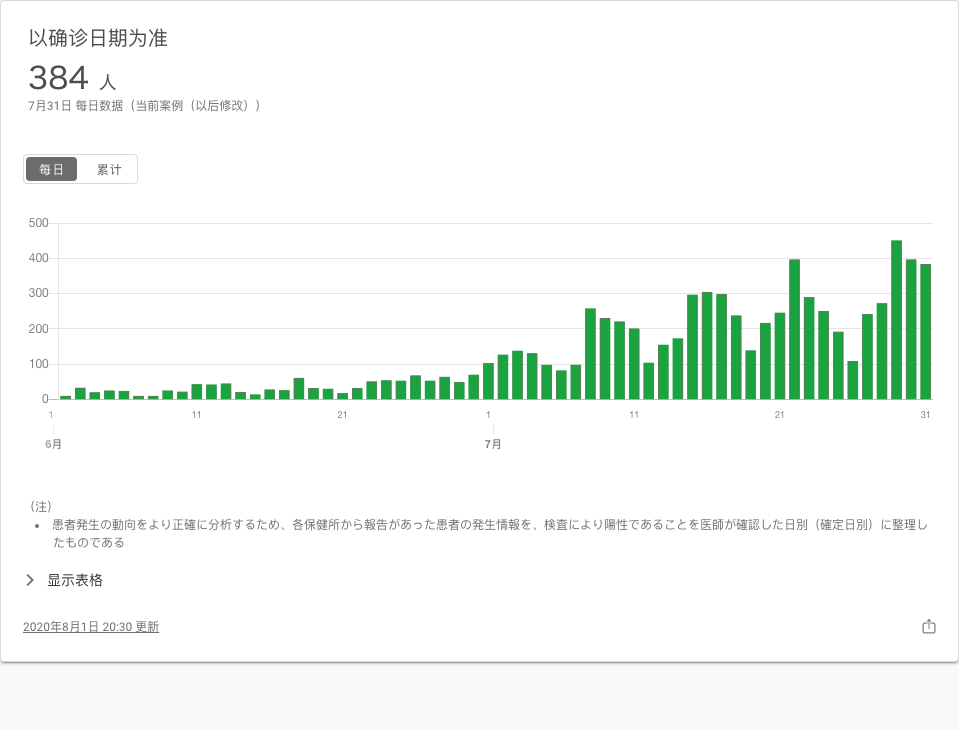 以确诊日期为准
384 人
7月31日 每日数据（当前案例（以后修改））
每日 累计
500
400
300
200
100
0
1 11 21 1 11 21 31
6月 7月
（注）
• 患者発生の動向をより正確に分析するため、各保健所から報告があった患者の発生情報を、検査により陽性であることを医師が確認した日別（確定日別）に整理し
たものである
显示表格
2020年8月1日 20:30 更新